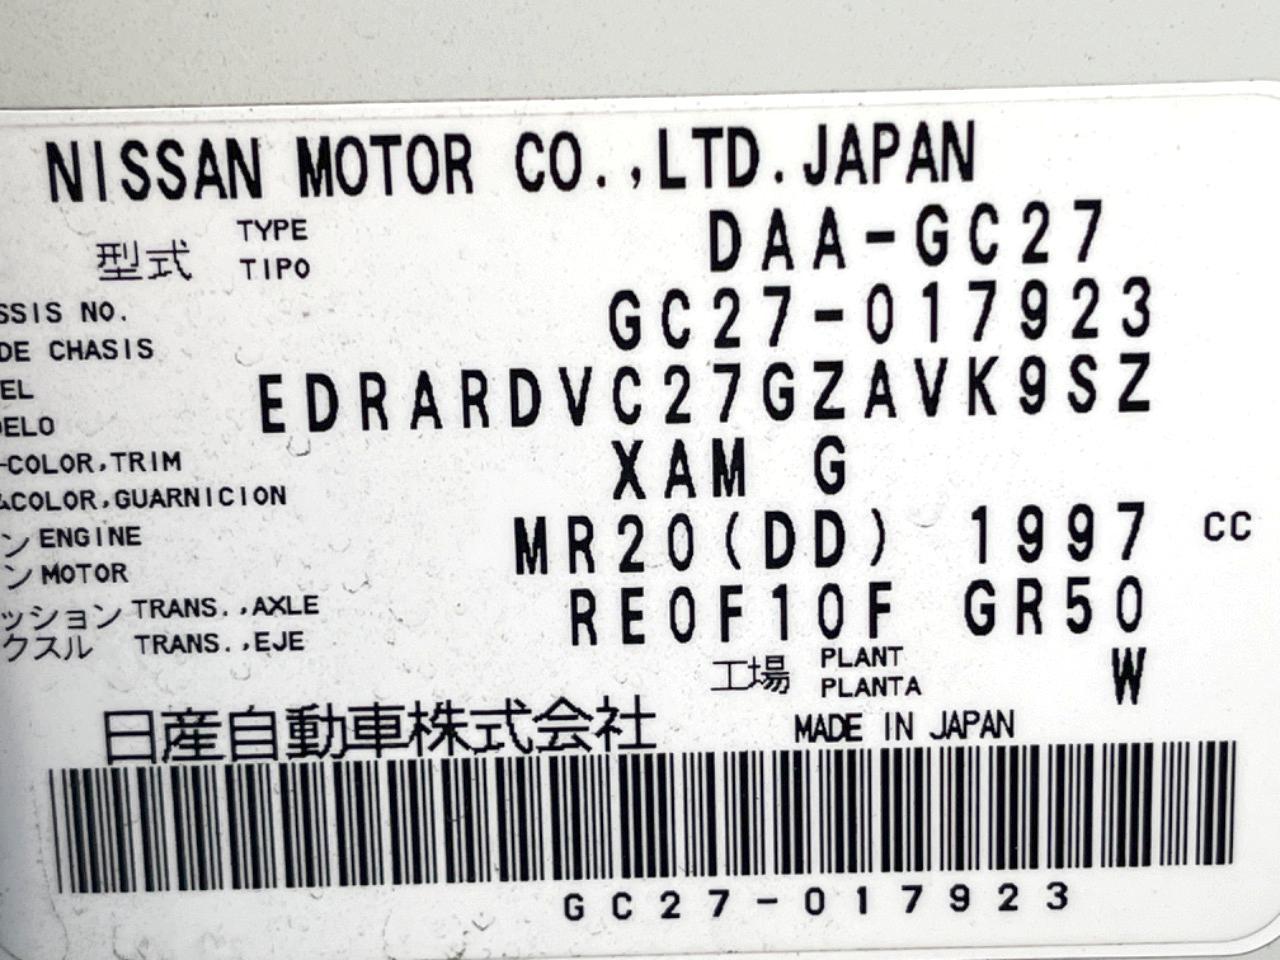 NISSAN MOTOR CO.,LTD.JAPAN
型式 TYPE TIPO DAA-GC27
SSIS NO. GC27-017923
DE CHASIS
EL EDRARDVC27GZAVK9SZ
DELO
-COLOR,TRIM XAM G
&COLOR,GUARNICION
ン ENGINE MR20(DD) 1997 CC
ン MOTOR
ッション TRANS.,AXLE RE0F10F GR50
クスル TRANS.,EJE
工場 PLANT PLANTA W
日産自動車株式会社 MADE IN JAPAN
GC27-017923